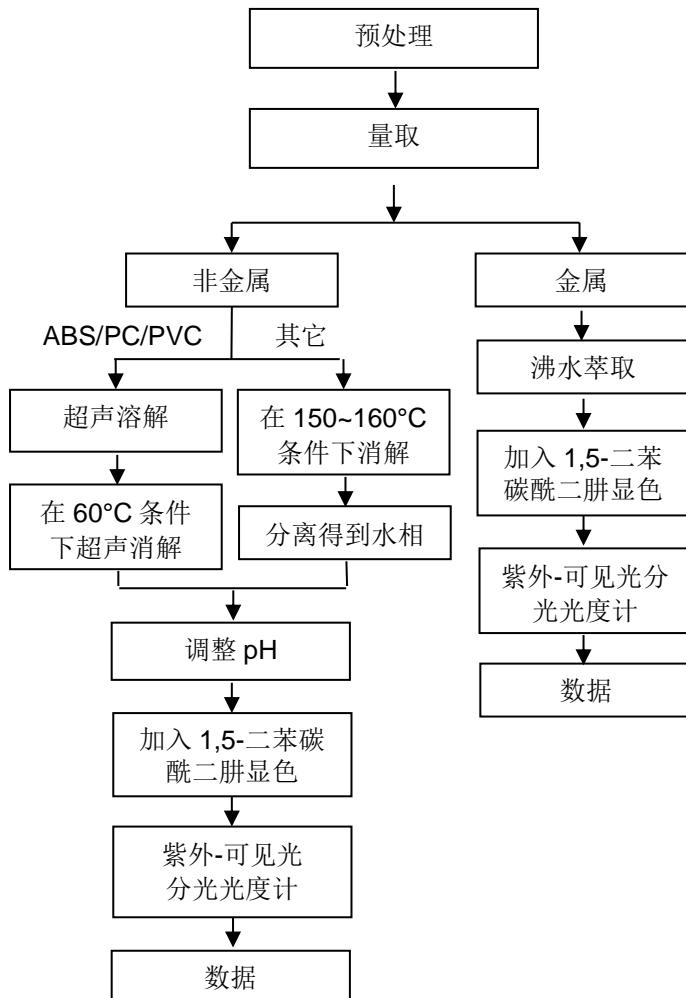 预处理
量取
非金属
金属
ABS/PC/PVC
其它
超声溶解
在 150~160°C
条件下消解
在 60°C 条件
下超声消解
分离得到水相
调整 pH
加入 1,5-二苯碳
酰二肼显色
紫外-可见光
分光光度计
数据
沸水萃取
加入 1,5-二苯
碳酰二肼显色
紫外-可见光分
光光度计
数据